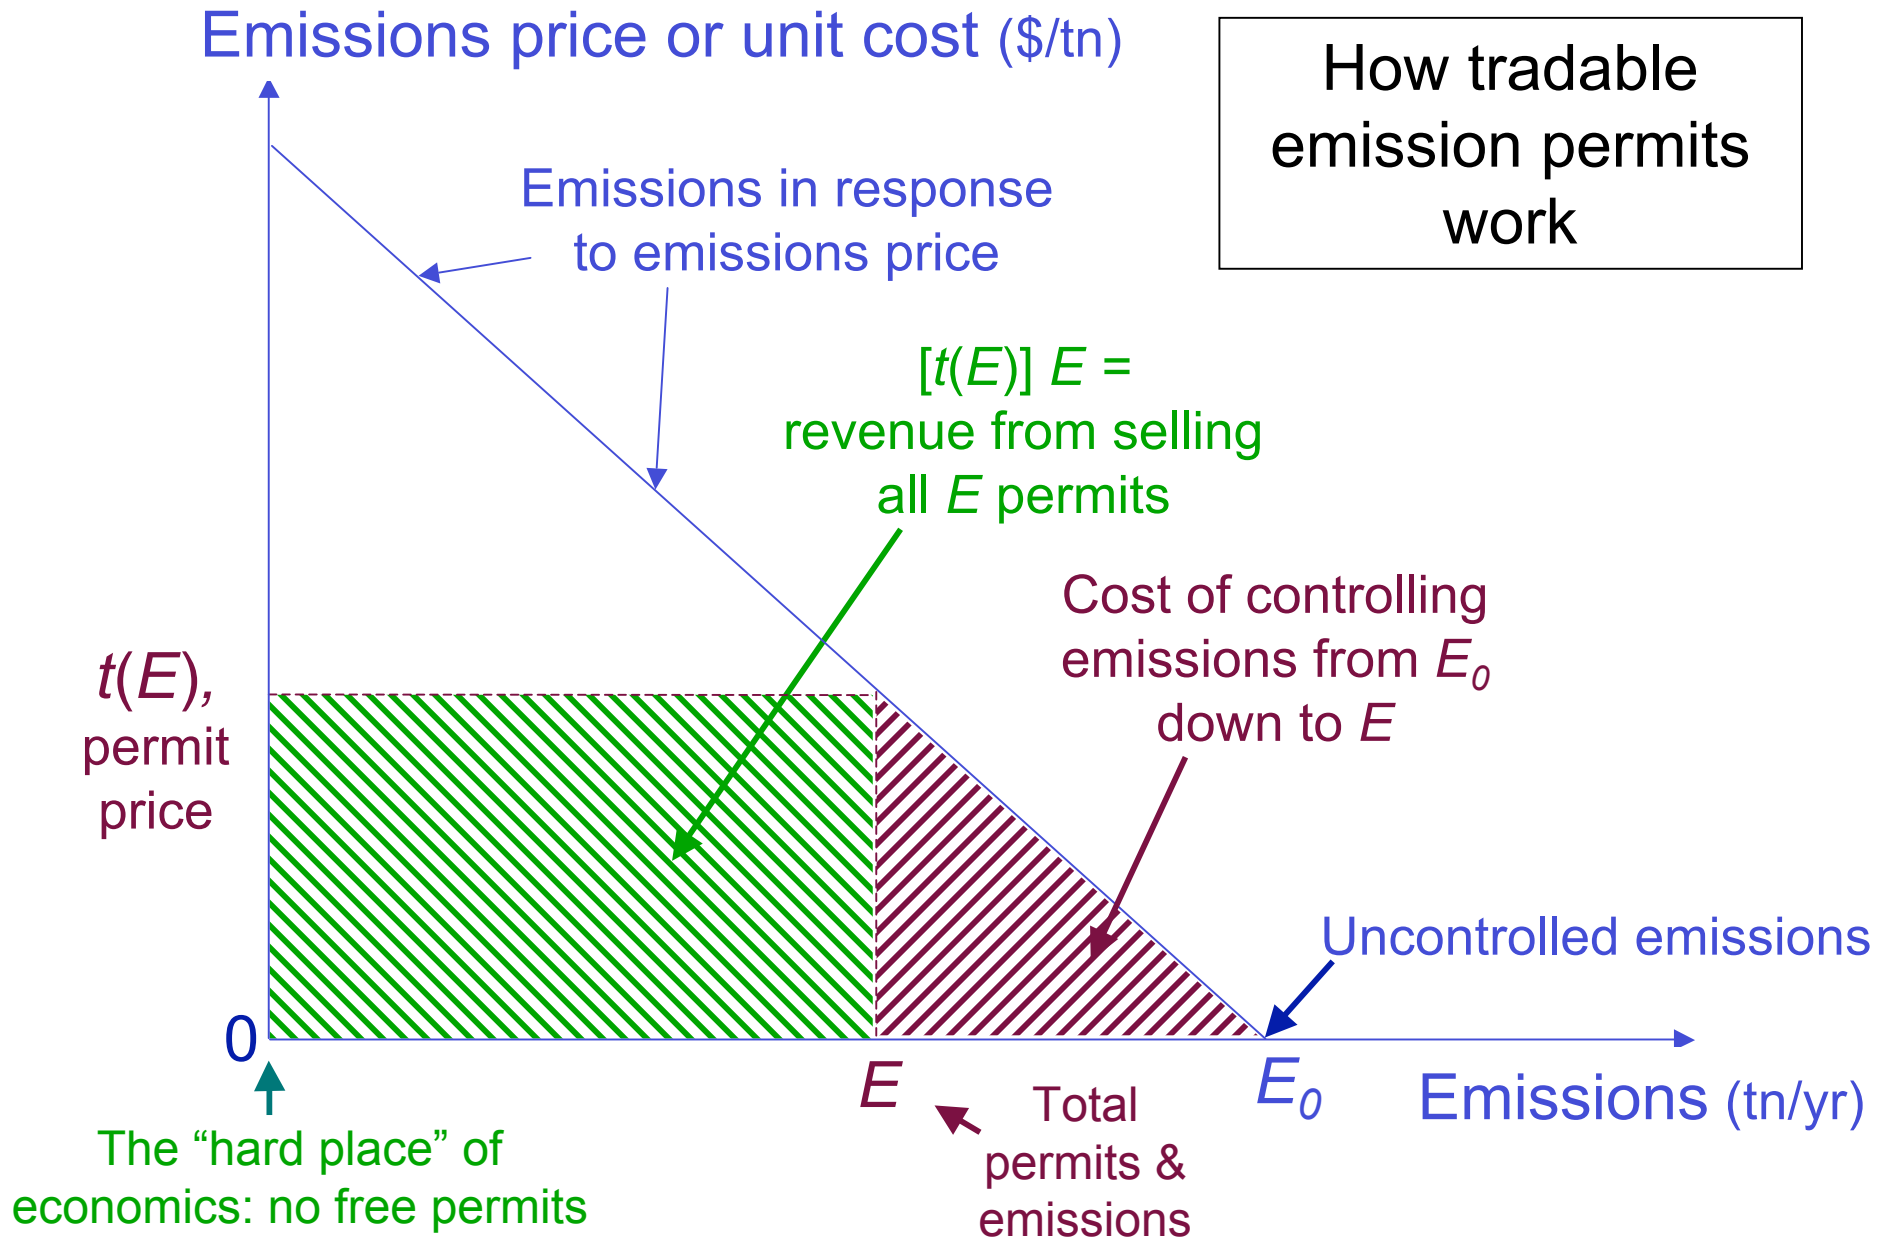 Emissions price or unit cost ($/tn)
How tradable
emission permits
work
Emissions in response
to emissions price
[t(E)] E =
revenue from selling
all E permits
Cost of controlling
emissions from E₀
down to E
t(E),
permit
price
Uncontrolled emissions
0
E
E₀
Emissions (tn/yr)
Total
permits &
emissions
The “hard place” of
economics: no free permits